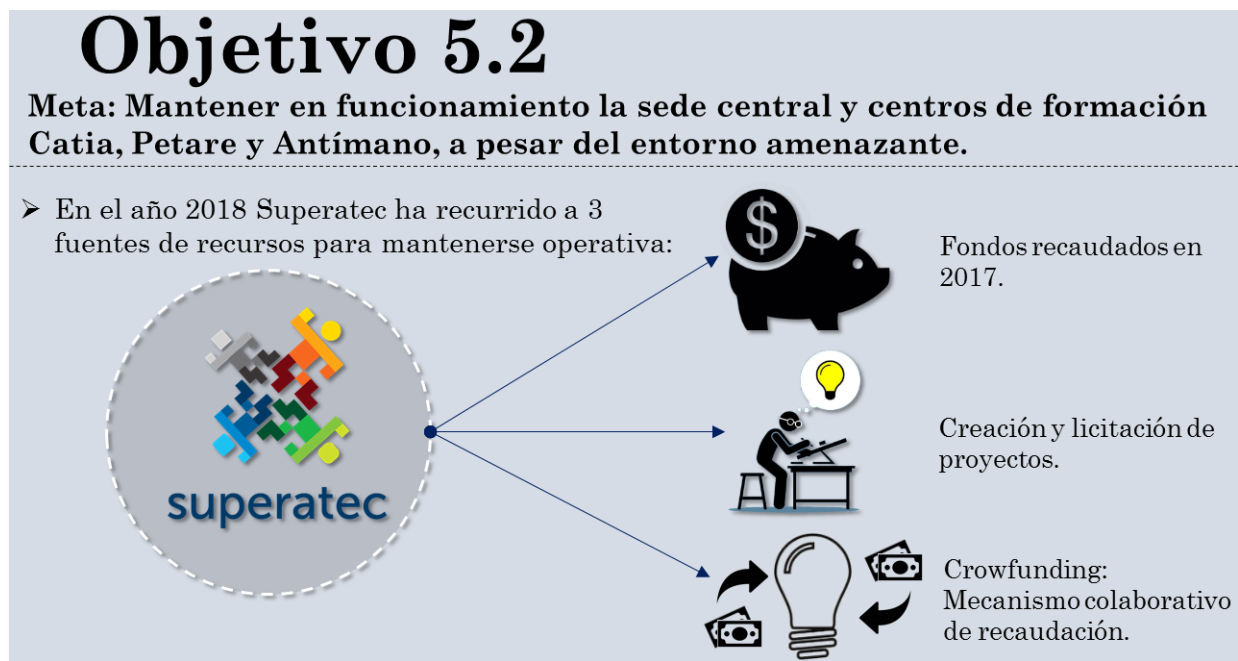 Objetivo 5.2
Meta: Mantener en funcionamiento la sede central y centros de formación
Catia, Petare y Antímano, a pesar del entorno amenazante.
➢ En el año 2018 Superatec ha recurrido a 3
fuentes de recursos para mantenerse operativa:
superatec
$
Fondos recaudados en
2017.
Creación y licitación de
proyectos.
Crowfunding:
Mecanismo colaborativo
de recaudación.